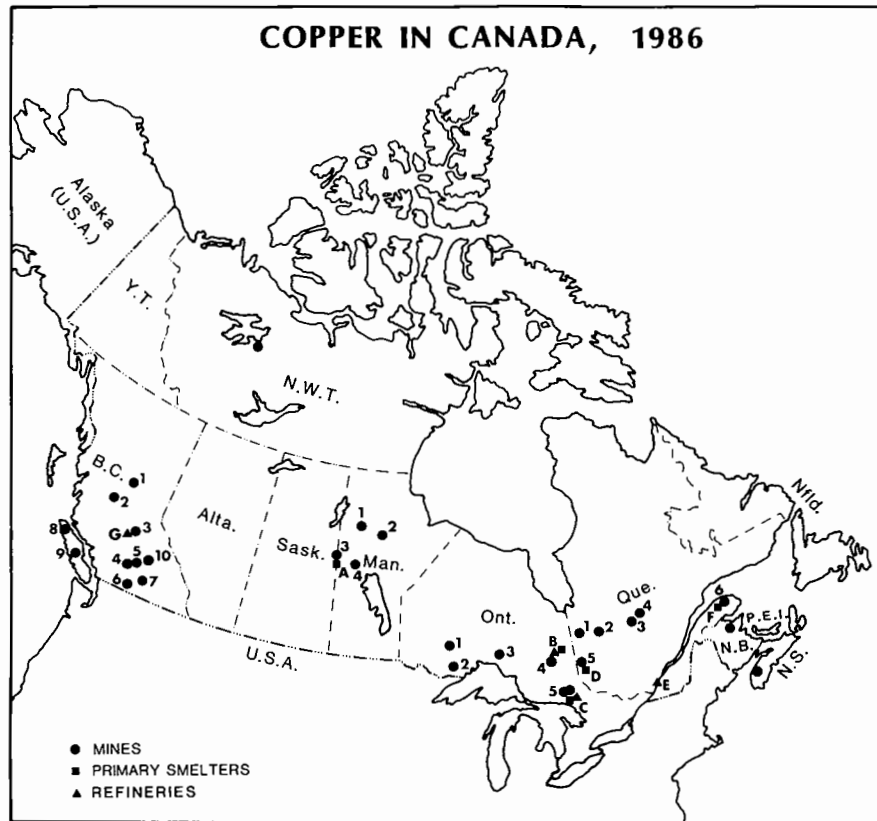 COPPER IN CANADA, 1986
Alaska
(U.S.A.)
Y.T.
N.W.T.
B.C.
1
2
G
3
8
9
4
5
10
6
7
Alta.
Sask.
Man.
1
2
3
A
4
Ont.
1
2
3
B
4
5
C
Que.
1
2
4
3
5
D
E
Nfld.
6
F
P.E.I.
N.B.
N.S.
U.S.A.
MINES
PRIMARY SMELTERS
REFINERIES